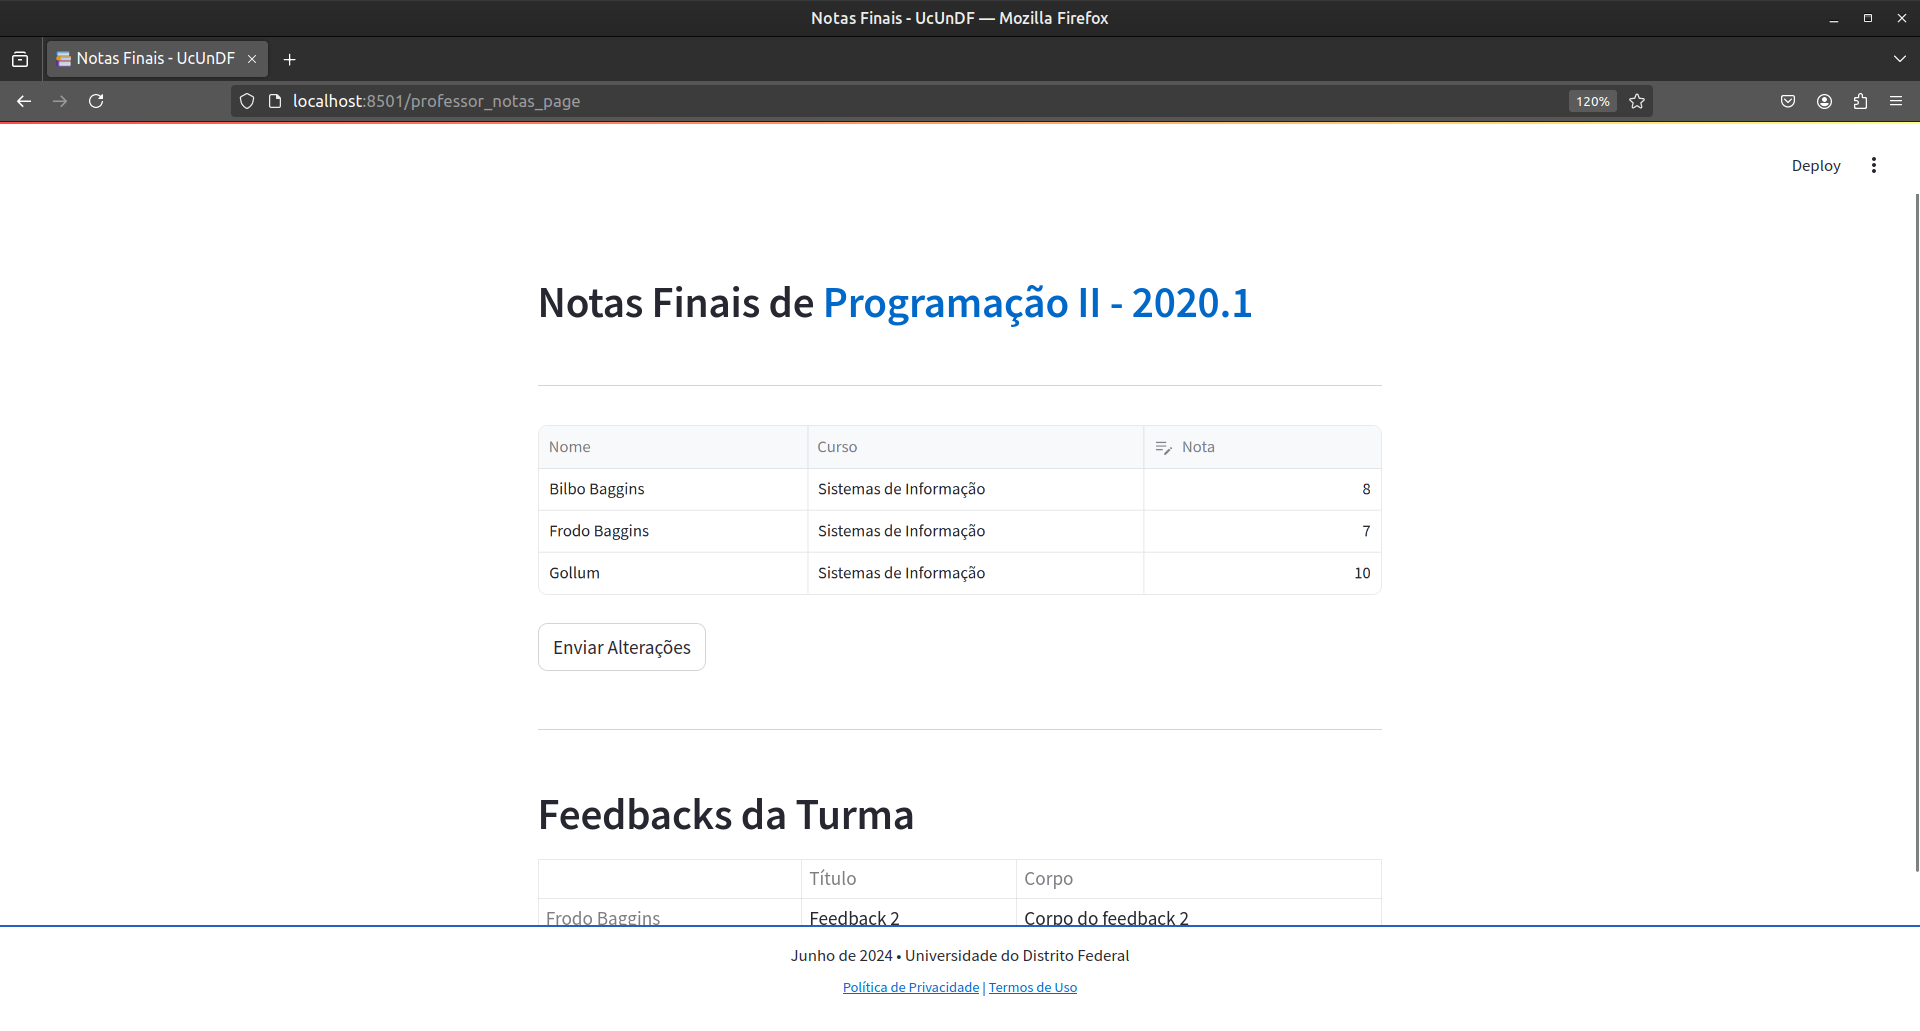 Notas Finais - UcUnDF — Mozilla Firefox
Notas Finais - UcUnDF
localhost:8501/professor_notas_page
120%
Deploy
Notas Finais de Programação II - 2020.1
Nome Curso Nota
Bilbo Baggins Sistemas de Informação 8
Frodo Baggins Sistemas de Informação 7
Gollum Sistemas de Informação 10
Enviar Alterações
Feedbacks da Turma
Título Corpo
Frodo Baggins Feedback 2 Corpo do feedback 2
Junho de 2024 • Universidade do Distrito Federal
Política de Privacidade | Termos de Uso